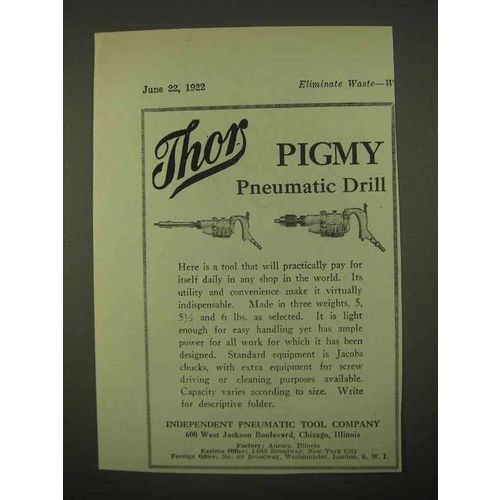 June 22, 1922
Eliminate Waste—W
Thor
PIGMY
Pneumatic Drill
Here is a tool that will practically pay for
itself daily in any shop in the world. Its
utility and convenience make it virtually
indispensable. Made in three weights, 5,
5½ and 6 lbs. as selected. It is light
enough for easy handling yet has ample
power for all work for which it has been
designed. Standard equipment is Jacobs
chucks, with extra equipment for screw
driving or cleaning purposes available.
Capacity varies according to size. Write
for descriptive folder.
INDEPENDENT PNEUMATIC TOOL COMPANY
600 West Jackson Boulevard, Chicago, Illinois
Factory: Aurora, Illinois
Eastern Office: 1463 Broadway, New York City
Foreign Office: No. 40 Broadway, Westminster, London, S. W. 1.